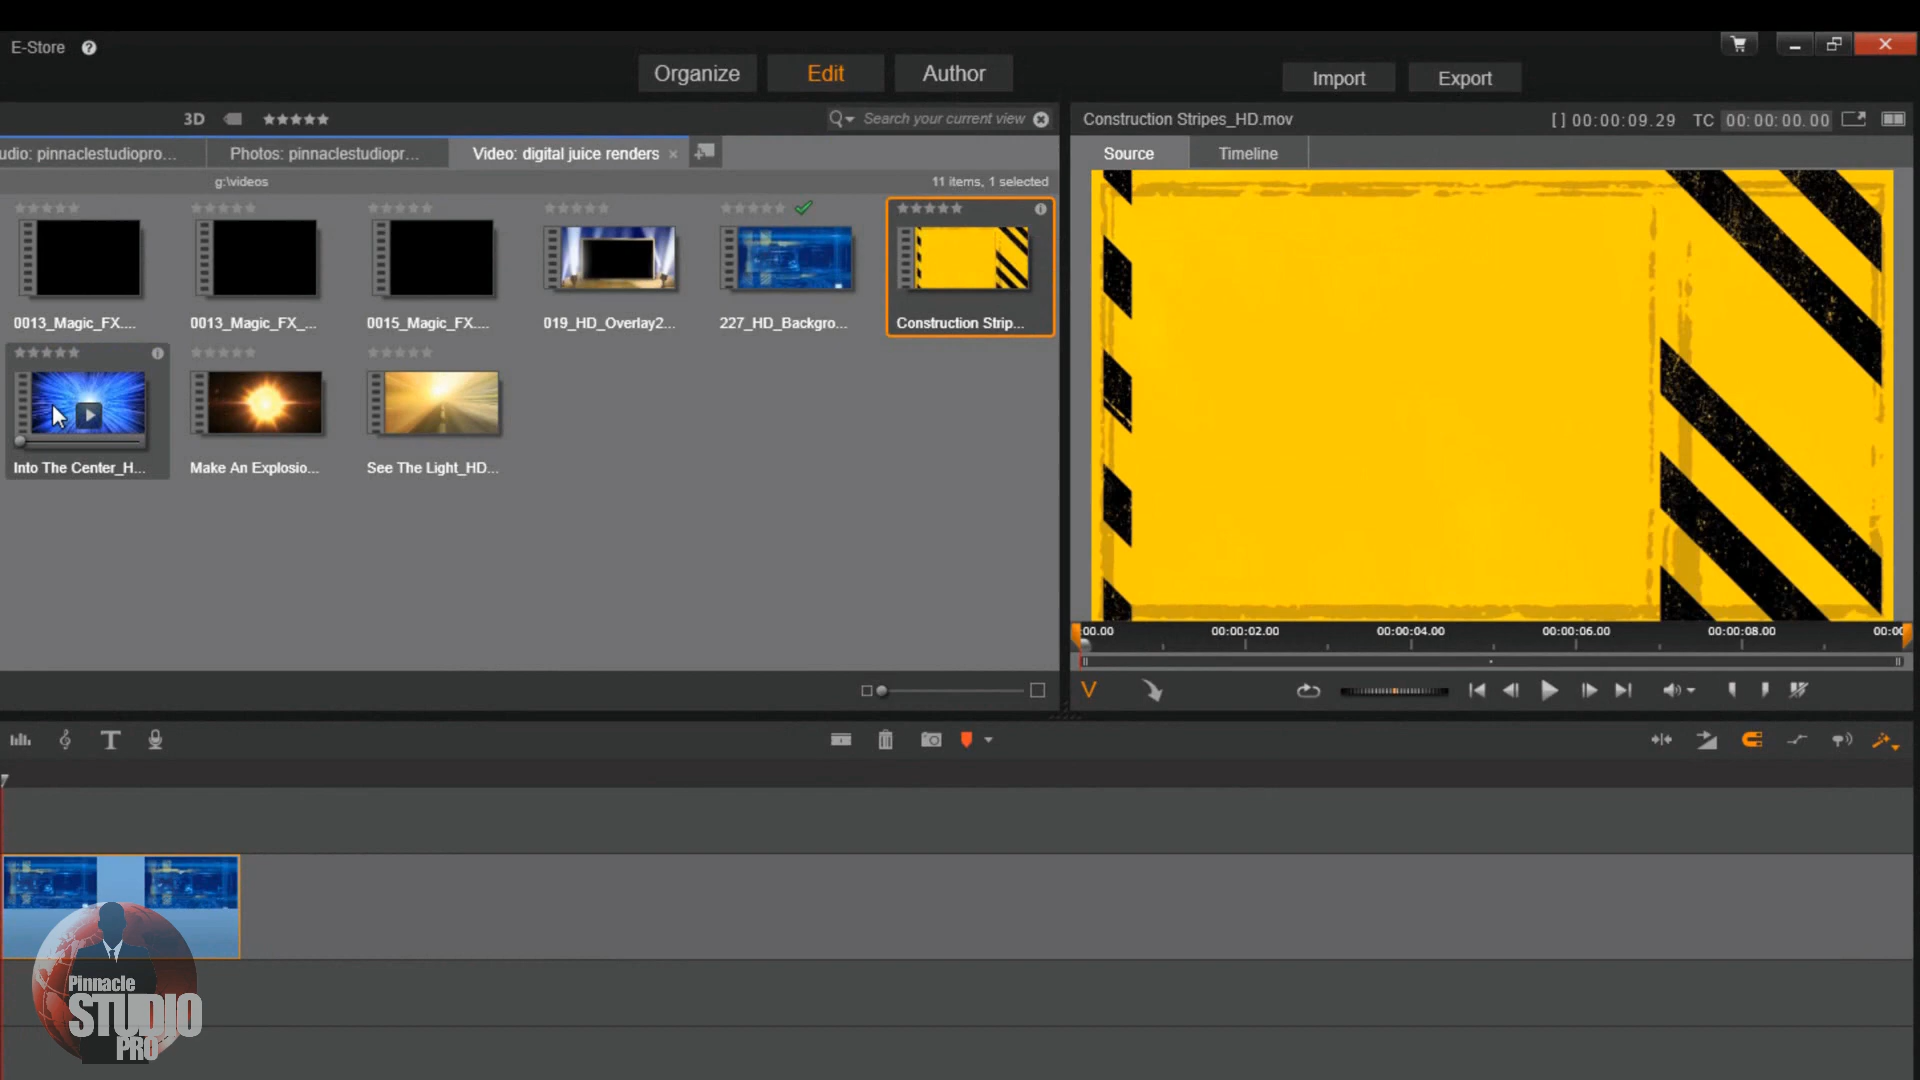 E-Store
Organize
Edit
Author
Import
Export
3D
Search your current view
Construction Stripes_HD.mov
[ ] 00:00:09.29
TC 00:00:00.00
udio: pinnaclestudiopro...
Photos: pinnaclestudiopr...
Video: digital juice renders
Source
Timeline
g:\videos
11 items, 1 selected
0013_Magic_FX....
0013_Magic_FX_...
0015_Magic_FX....
019_HD_Overlay2...
227_HD_Backgro...
Construction Strip...
Into The Center_H...
Make An Explosio...
See The Light_HD...
:00.00
00:00:02.00
00:00:04.00
00:00:06.00
00:00:08.00
00:00
V
Pinnacle
STUDIO
PRO